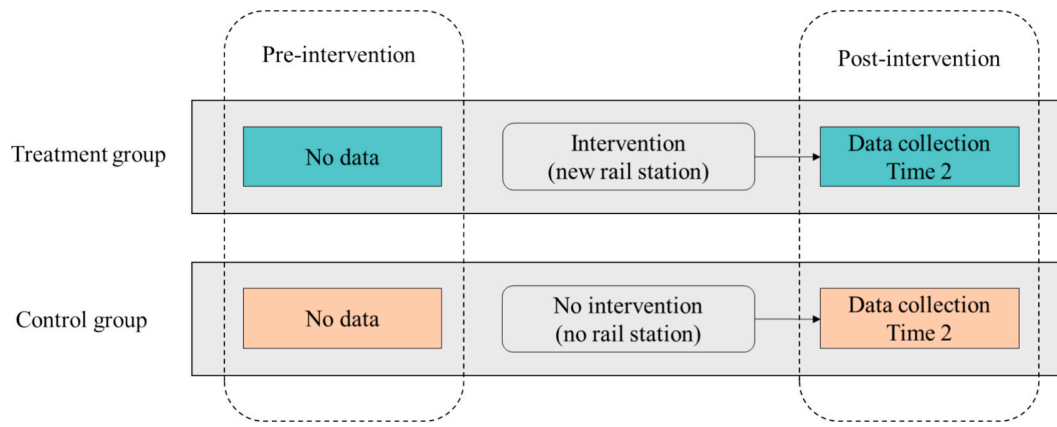 Pre-intervention
Post-intervention
Treatment group
No data
Intervention
(new rail station)
Data collection
Time 2
Control group
No data
No intervention
(no rail station)
Data collection
Time 2